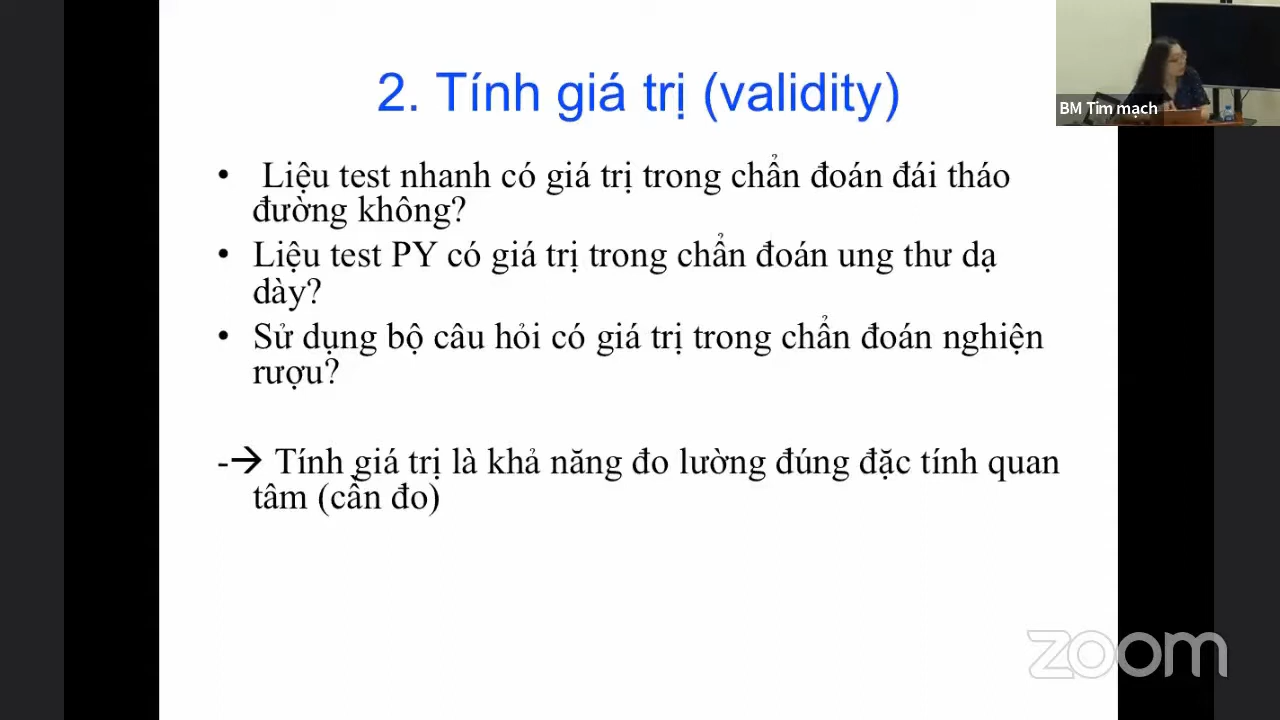 2. Tính giá trị (validity)
BM Tim mạch
• Liệu test nhanh có giá trị trong chẩn đoán đái tháo
đường không?
• Liệu test PY có giá trị trong chẩn đoán ung thư dạ
dày?
• Sử dụng bộ câu hỏi có giá trị trong chẩn đoán nghiện
rượu?
-→ Tính giá trị là khả năng đo lường đúng đặc tính quan
tâm (cần đo)
zoom